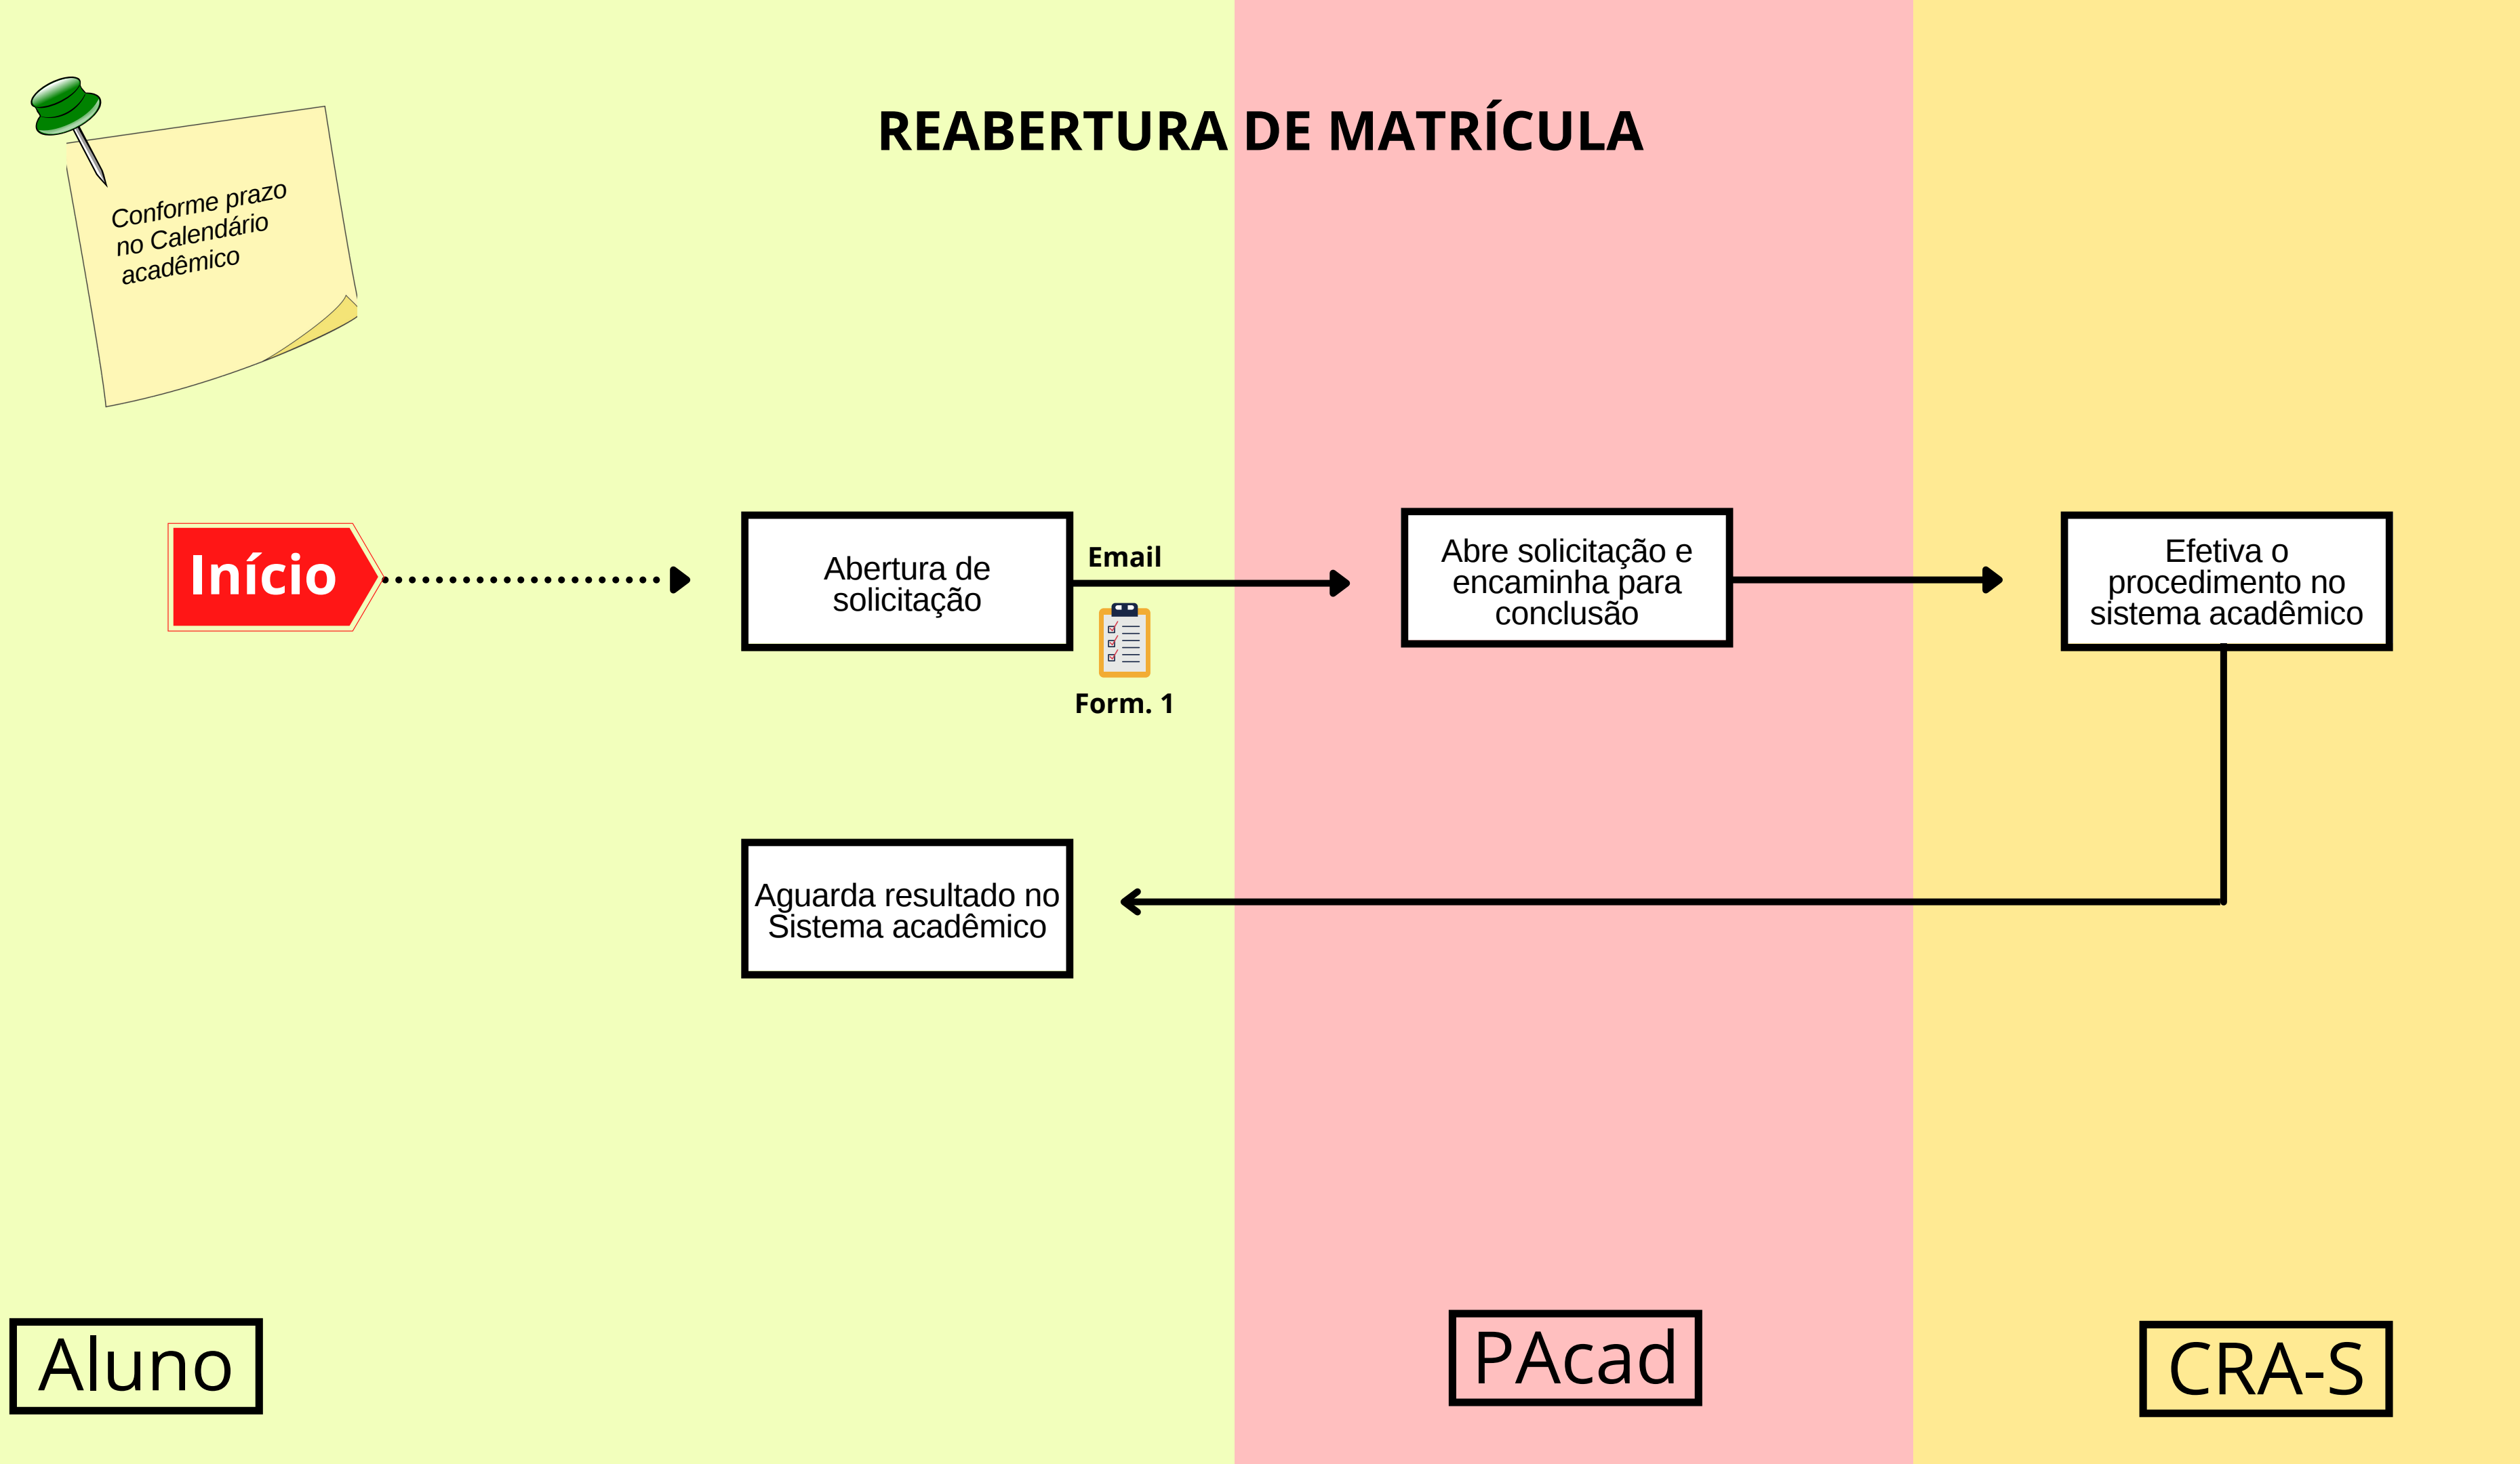 REABERTURA DE MATRÍCULA
Conforme prazo
no Calendário
acadêmico
Início
Abertura de
solicitação
Email
Form. 1
Abre solicitação e
encaminha para
conclusão
Efetiva o
procedimento no
sistema acadêmico
Aguarda resultado no
Sistema acadêmico
Aluno
PAcad
CRA-S